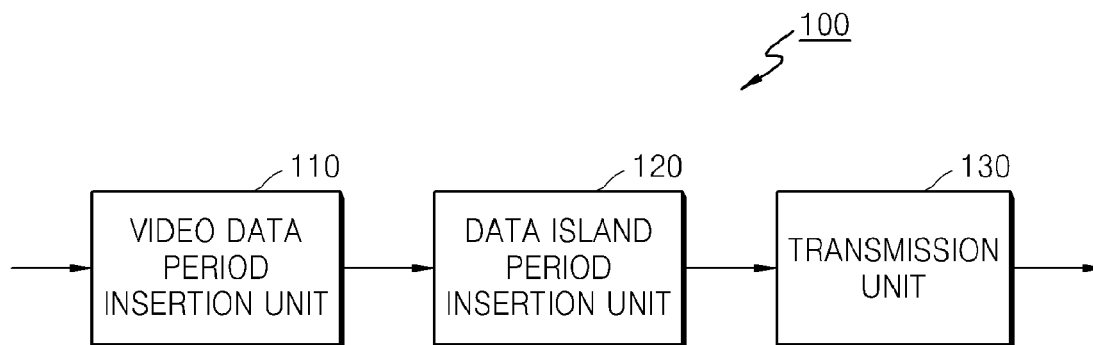 100
110
120
130
VIDEO DATA
PERIOD
INSERTION UNIT
DATA ISLAND
PERIOD
INSERTION UNIT
TRANSMISSION
UNIT